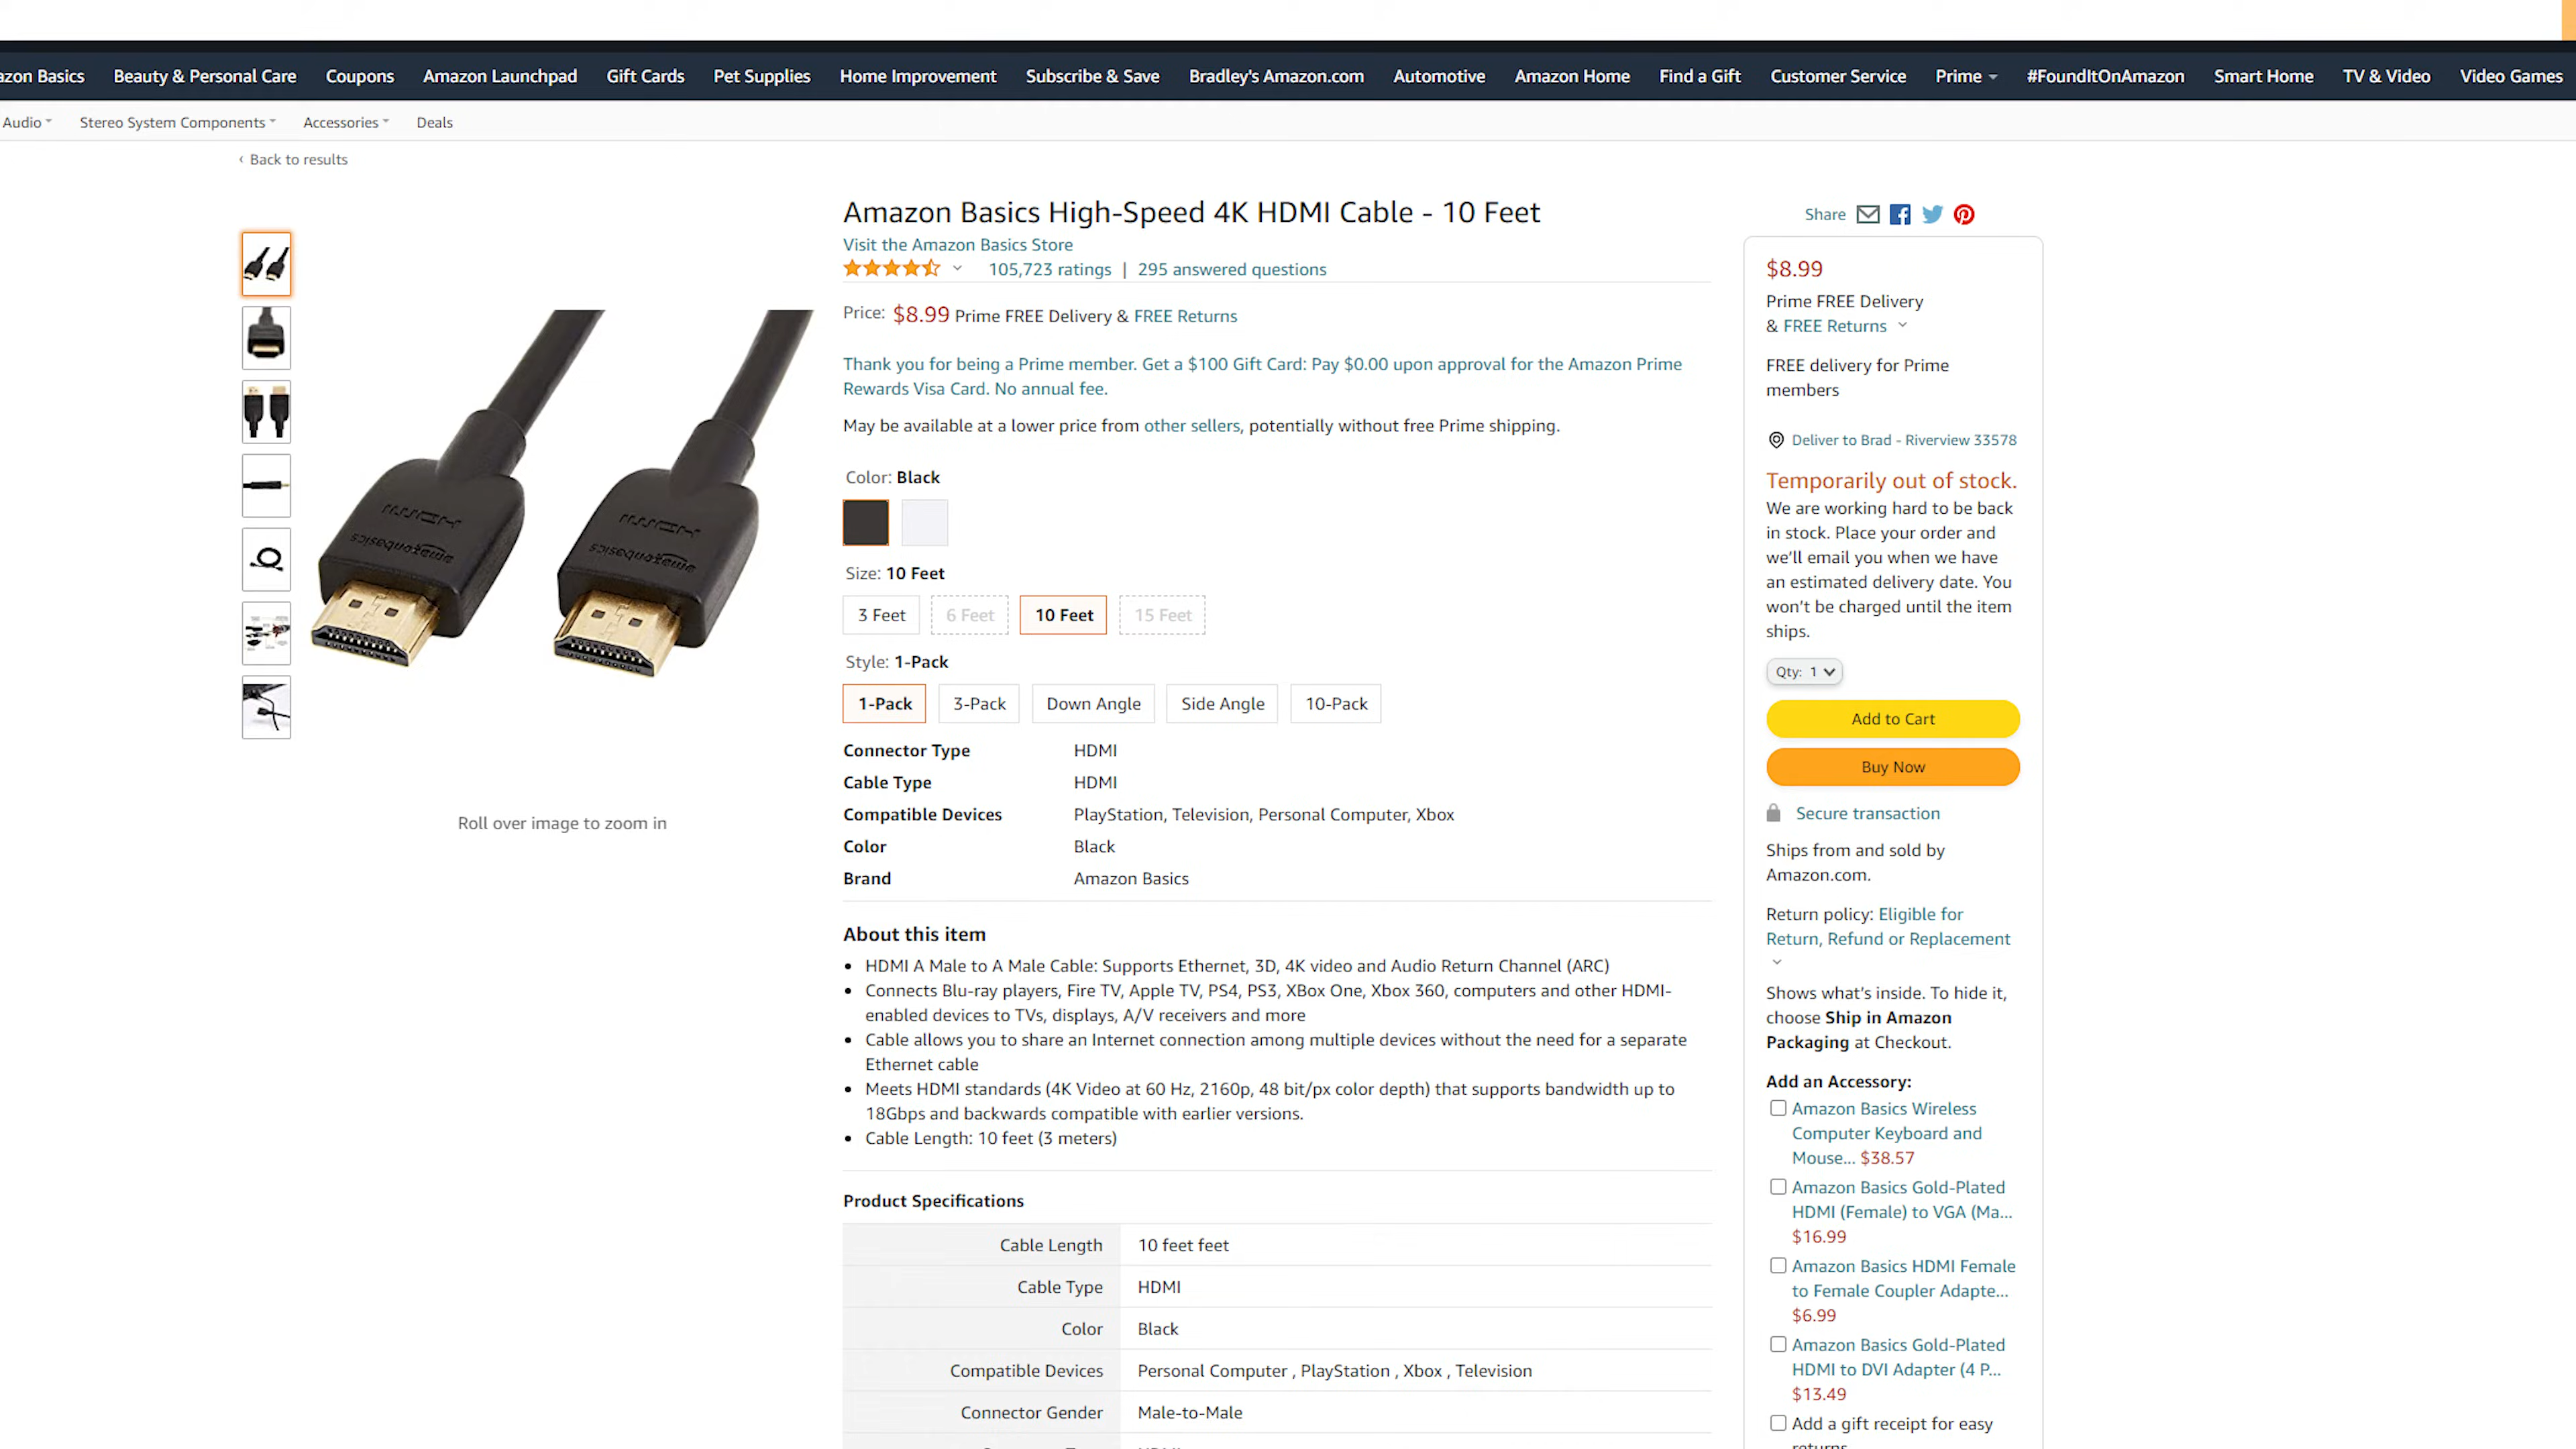 azon Basics Beauty & Personal Care Coupons Amazon Launchpad Gift Cards Pet Supplies Home Improvement Subscribe & Save Bradley's Amazon.com Automotive Amazon Home Find a Gift Customer Service Prime #FoundItOnAmazon Smart Home TV & Video Video Games
Audio Stereo System Components Accessories Deals
‹ Back to results
Amazon Basics High-Speed 4K HDMI Cable - 10 Feet
Visit the Amazon Basics Store
105,723 ratings | 295 answered questions
Price: $8.99 Prime FREE Delivery & FREE Returns
Thank you for being a Prime member. Get a $100 Gift Card: Pay $0.00 upon approval for the Amazon Prime
Rewards Visa Card. No annual fee.
May be available at a lower price from other sellers, potentially without free Prime shipping.
Color: Black
Size: 10 Feet
3 Feet 6 Feet 10 Feet 15 Feet
Style: 1-Pack
1-Pack 3-Pack Down Angle Side Angle 10-Pack
Connector Type HDMI
Cable Type HDMI
Compatible Devices PlayStation, Television, Personal Computer, Xbox
Color Black
Brand Amazon Basics
HDMI
amazonbasics
HDMI
amazonbasics
Roll over image to zoom in
About this item
• HDMI A Male to A Male Cable: Supports Ethernet, 3D, 4K video and Audio Return Channel (ARC)
• Connects Blu-ray players, Fire TV, Apple TV, PS4, PS3, XBox One, Xbox 360, computers and other HDMI-
enabled devices to TVs, displays, A/V receivers and more
• Cable allows you to share an Internet connection among multiple devices without the need for a separate
Ethernet cable
• Meets HDMI standards (4K Video at 60 Hz, 2160p, 48 bit/px color depth) that supports bandwidth up to
18Gbps and backwards compatible with earlier versions.
• Cable Length: 10 feet (3 meters)
Product Specifications
Cable Length 10 feet feet
Cable Type HDMI
Color Black
Compatible Devices Personal Computer , PlayStation , Xbox , Television
Connector Gender Male-to-Male
Share
$8.99
Prime FREE Delivery
& FREE Returns
FREE delivery for Prime
members
Deliver to Brad - Riverview 33578
Temporarily out of stock.
We are working hard to be back
in stock. Place your order and
we'll email you when we have
an estimated delivery date. You
won't be charged until the item
ships.
Qty: 1
Add to Cart
Buy Now
Secure transaction
Ships from and sold by
Amazon.com.
Return policy: Eligible for
Return, Refund or Replacement
Shows what's inside. To hide it,
choose Ship in Amazon
Packaging at Checkout.
Add an Accessory:
Amazon Basics Wireless
Computer Keyboard and
Mouse... $38.57
Amazon Basics Gold-Plated
HDMI (Female) to VGA (Ma...
$16.99
Amazon Basics HDMI Female
to Female Coupler Adapte...
$6.99
Amazon Basics Gold-Plated
HDMI to DVI Adapter (4 P...
$13.49
Add a gift receipt for easy
returns